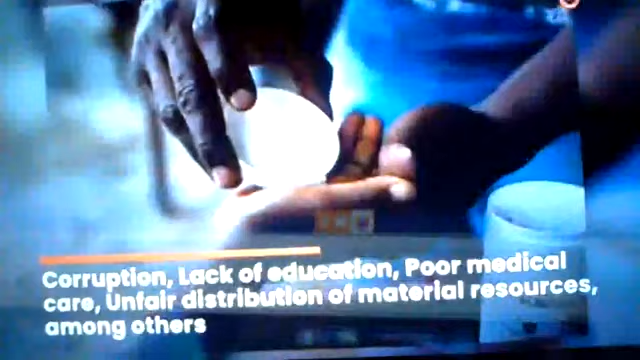 Corruption, Lack of education, Poor medical
care, Unfair distribution of material resources,
among others